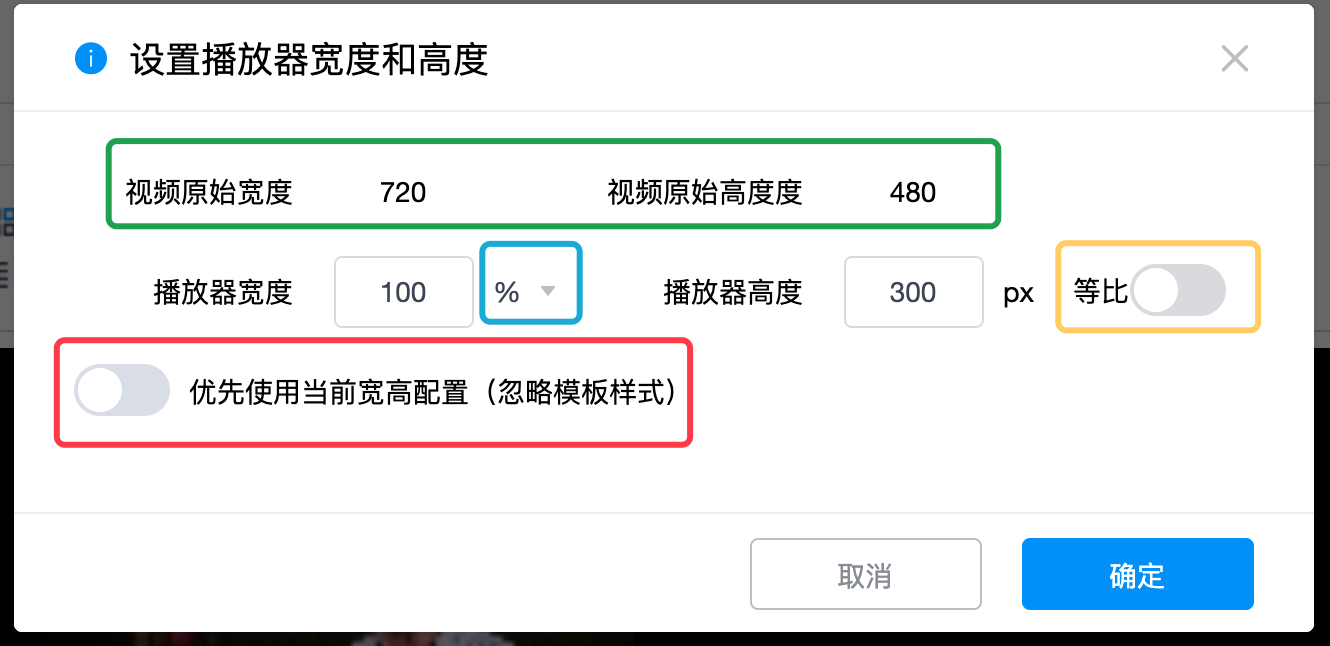 设置播放器宽度和高度
视频原始宽度 720 视频原始高度度 480
播放器宽度 100 % 播放器高度 300 px 等比
优先使用当前宽高配置（忽略模板样式）
取消 确定